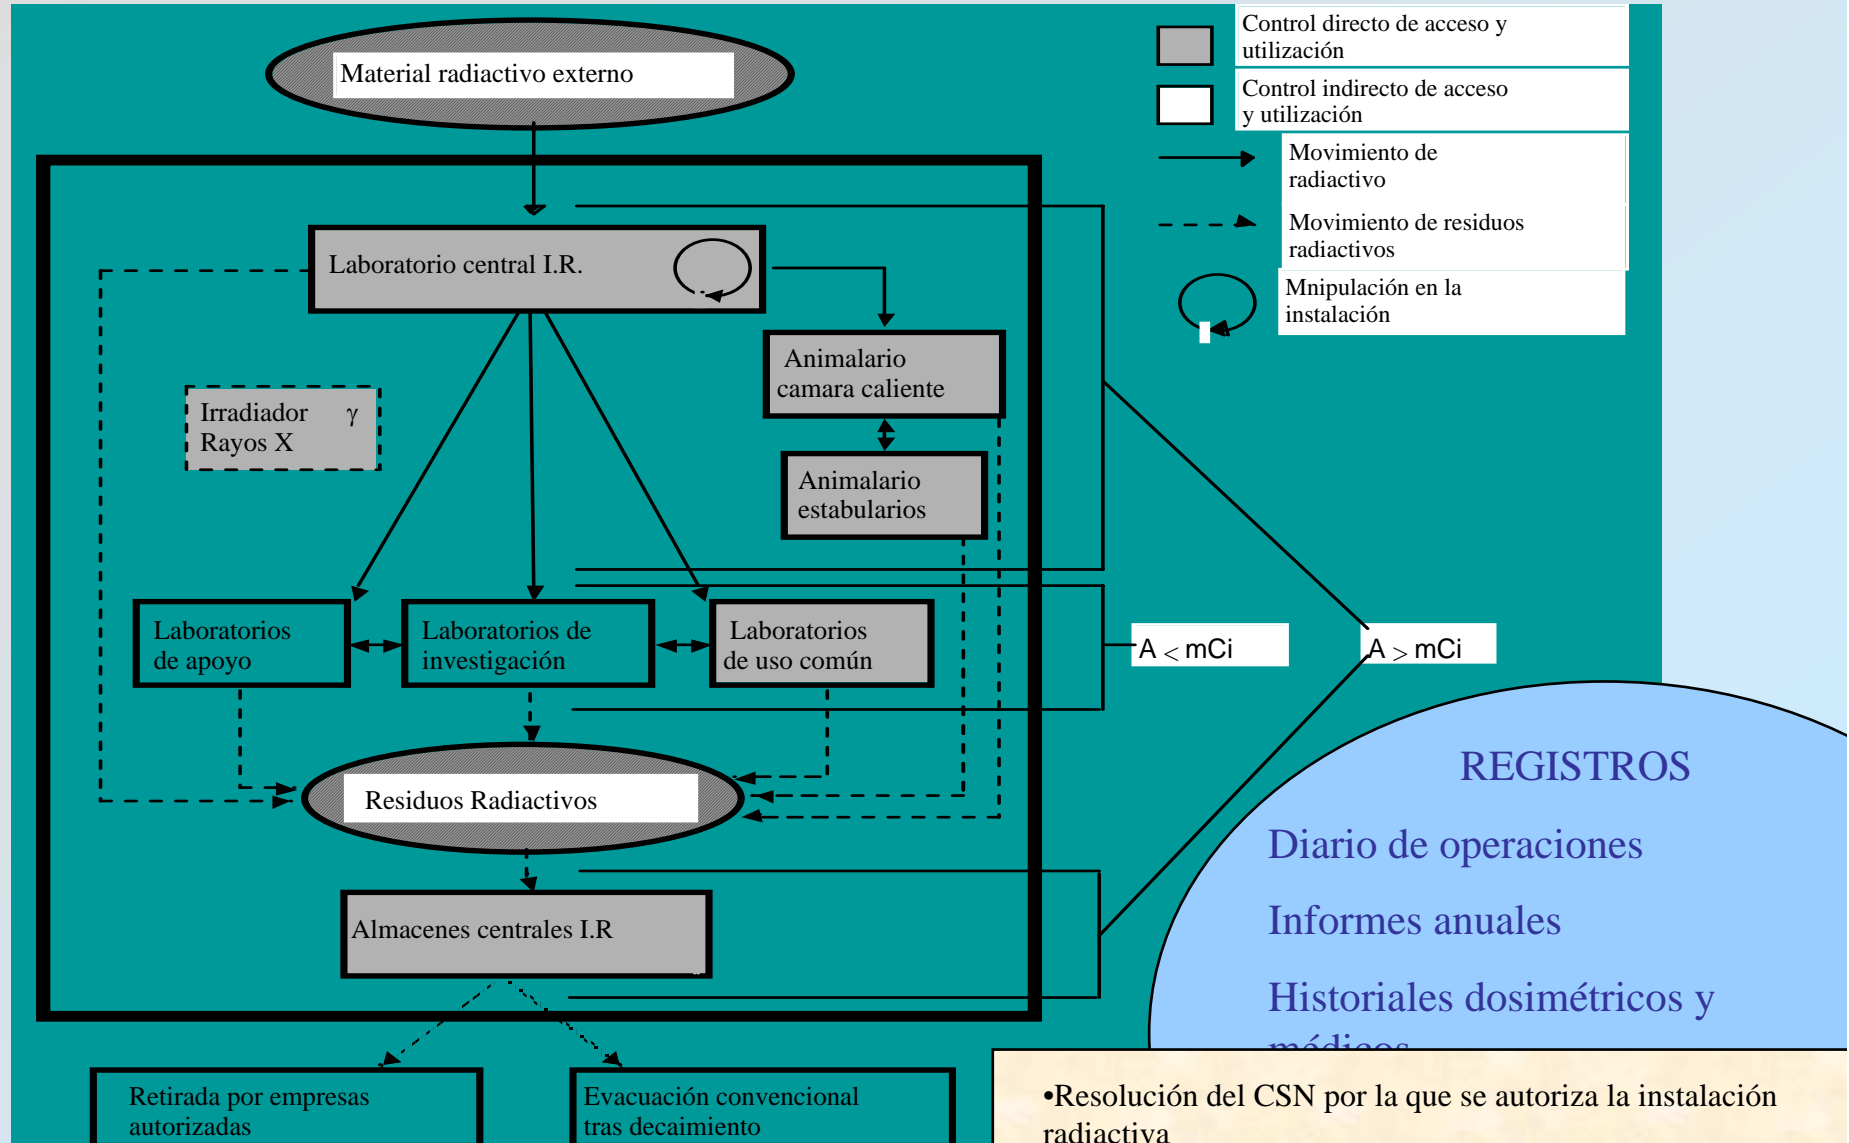 Material radiactivo externo
Control directo de acceso y
utilización
Control indirecto de acceso
y utilización
Movimiento de
radiactivo
Movimiento de residuos
radiactivos
Mnipulación en la
instalación
Laboratorio central I.R.
Animalario
camara caliente
Irradiador γ
Rayos X
Animalario
estabularios
Laboratorios
de apoyo
Laboratorios de
investigación
Laboratorios
de uso común
A < mCi
A > mCi
Residuos Radiactivos
Almacenes centrales I.R
Retirada por empresas
autorizadas
Evacuación convencional
tras decaimiento
REGISTROS
Diario de operaciones
Informes anuales
Historiales dosimétricos y
médicos
•Resolución del CSN por la que se autoriza la instalación
radiactiva